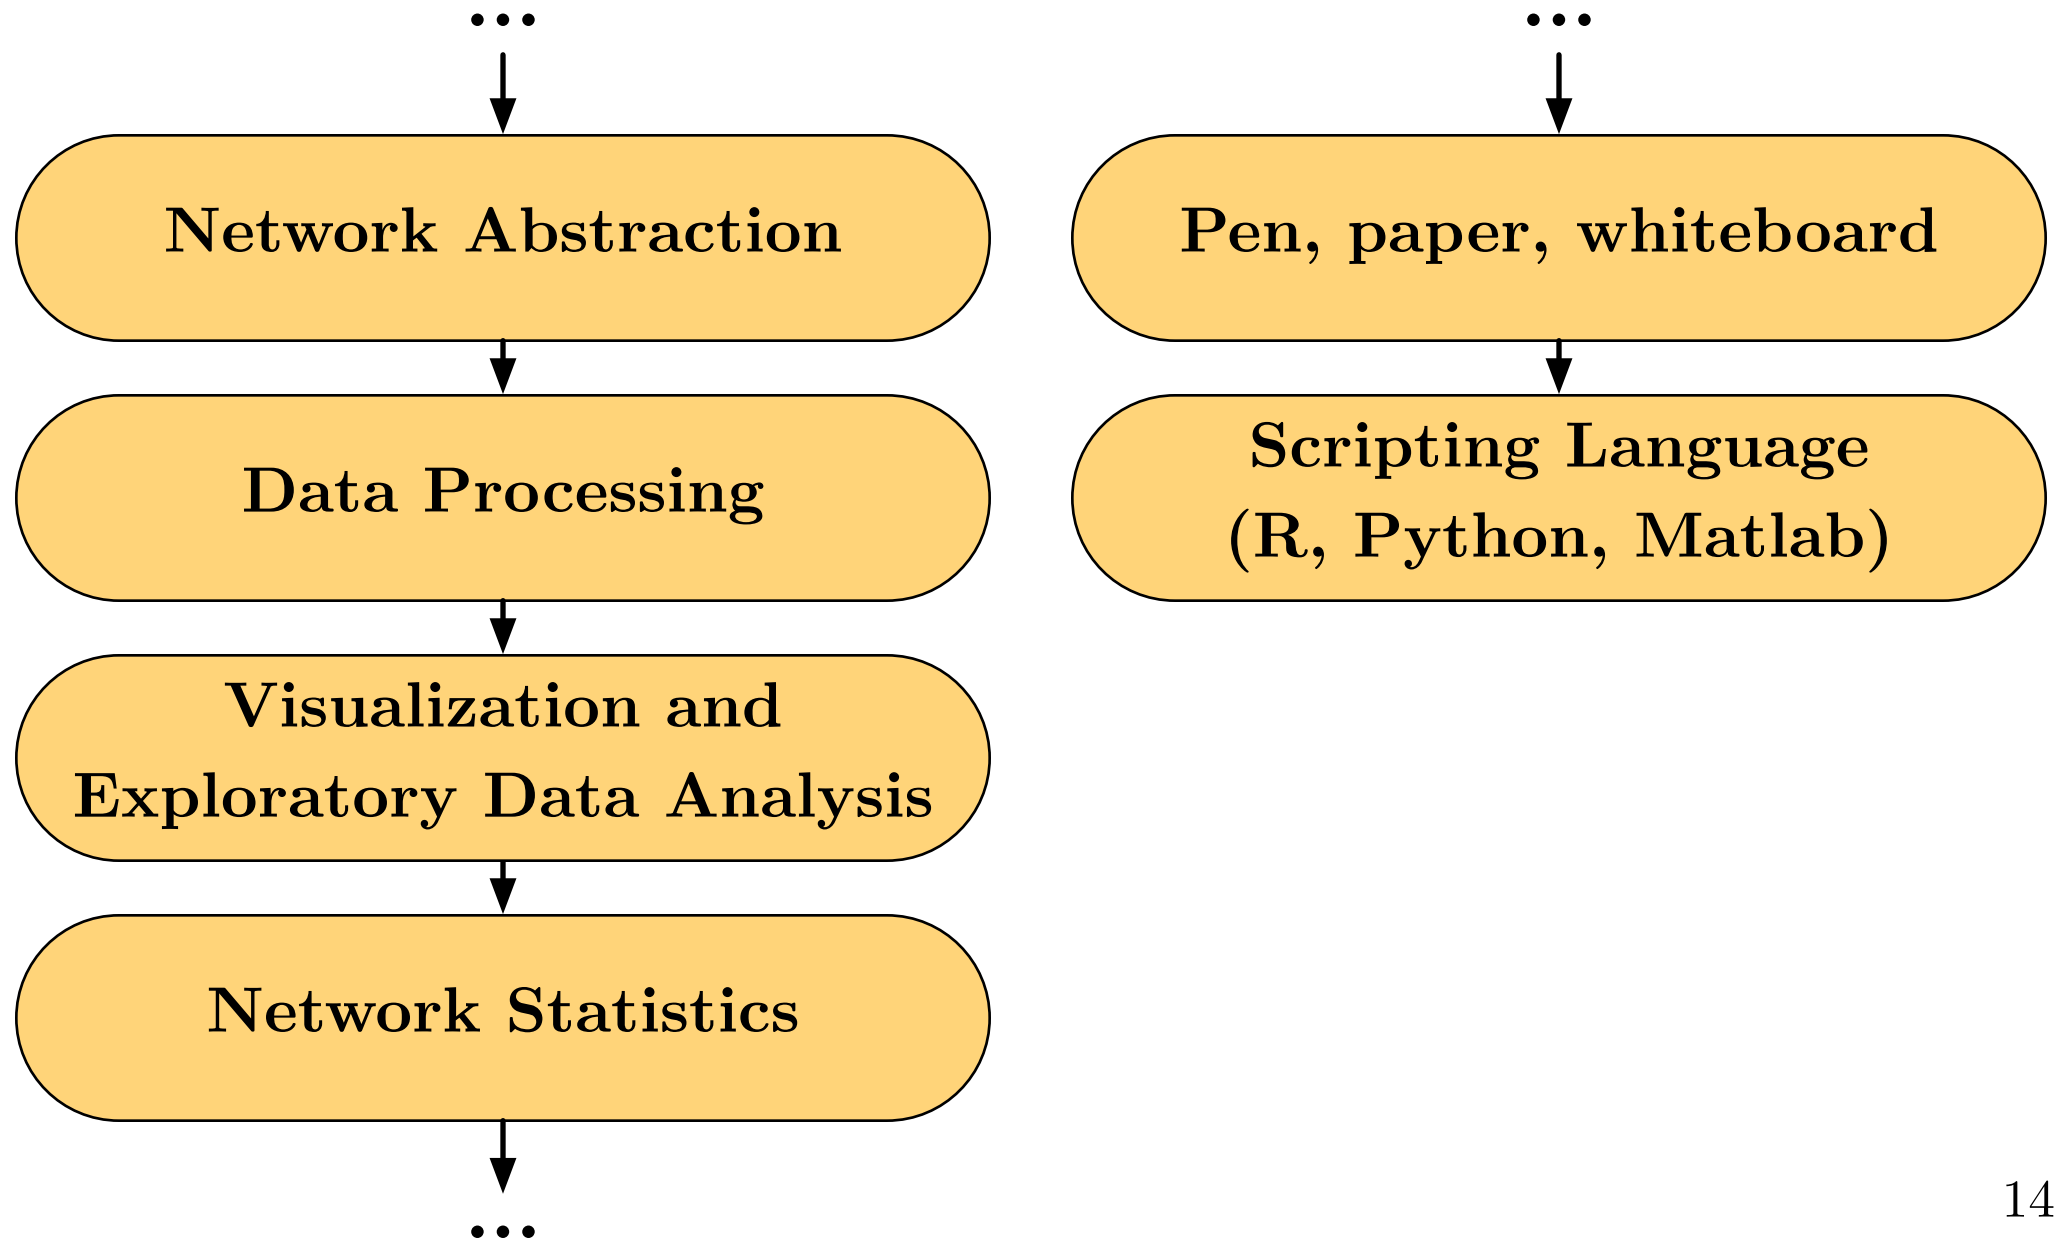 ...
Network Abstraction
Data Processing
Visualization and
Exploratory Data Analysis
Network Statistics
...
...
Pen, paper, whiteboard
Scripting Language
(R, Python, Matlab)
14